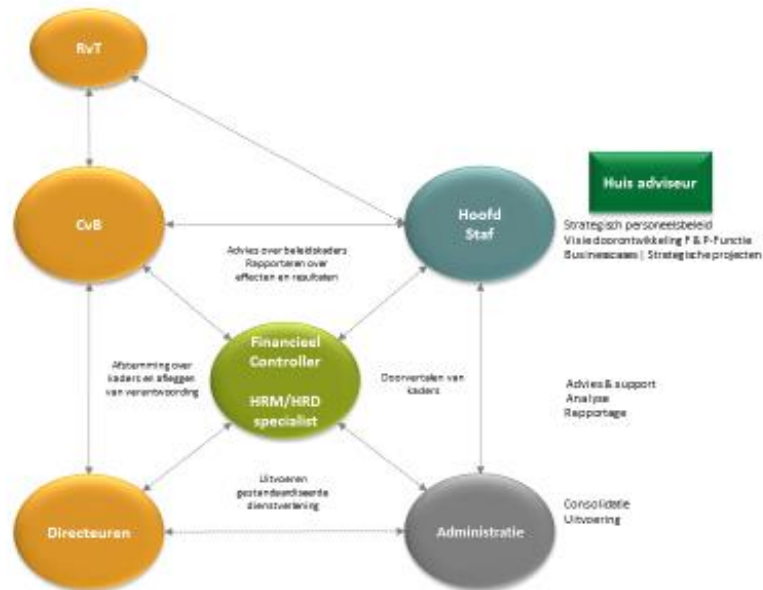 RvT
CvB
Hoofd
Staf
Huis adviseur
Strategisch personeelsbeleid
Visie doorontwikkeling F & P-Functie
Businesscases | Strategische projecten
Advies over beleidskaders
Rapporteren over
effecten en resultaten
Financieel
Controller
HRM/HRD
specialist
Afstemming over
kaders en afleggen
van verantwoording
Doorvertalen van
kaders
Advies & support
Analyse
Rapportage
Uitvoeren
gestandaardiseerde
dienstverlening
Directeuren
Administratie
Consolidatie
Uitvoering